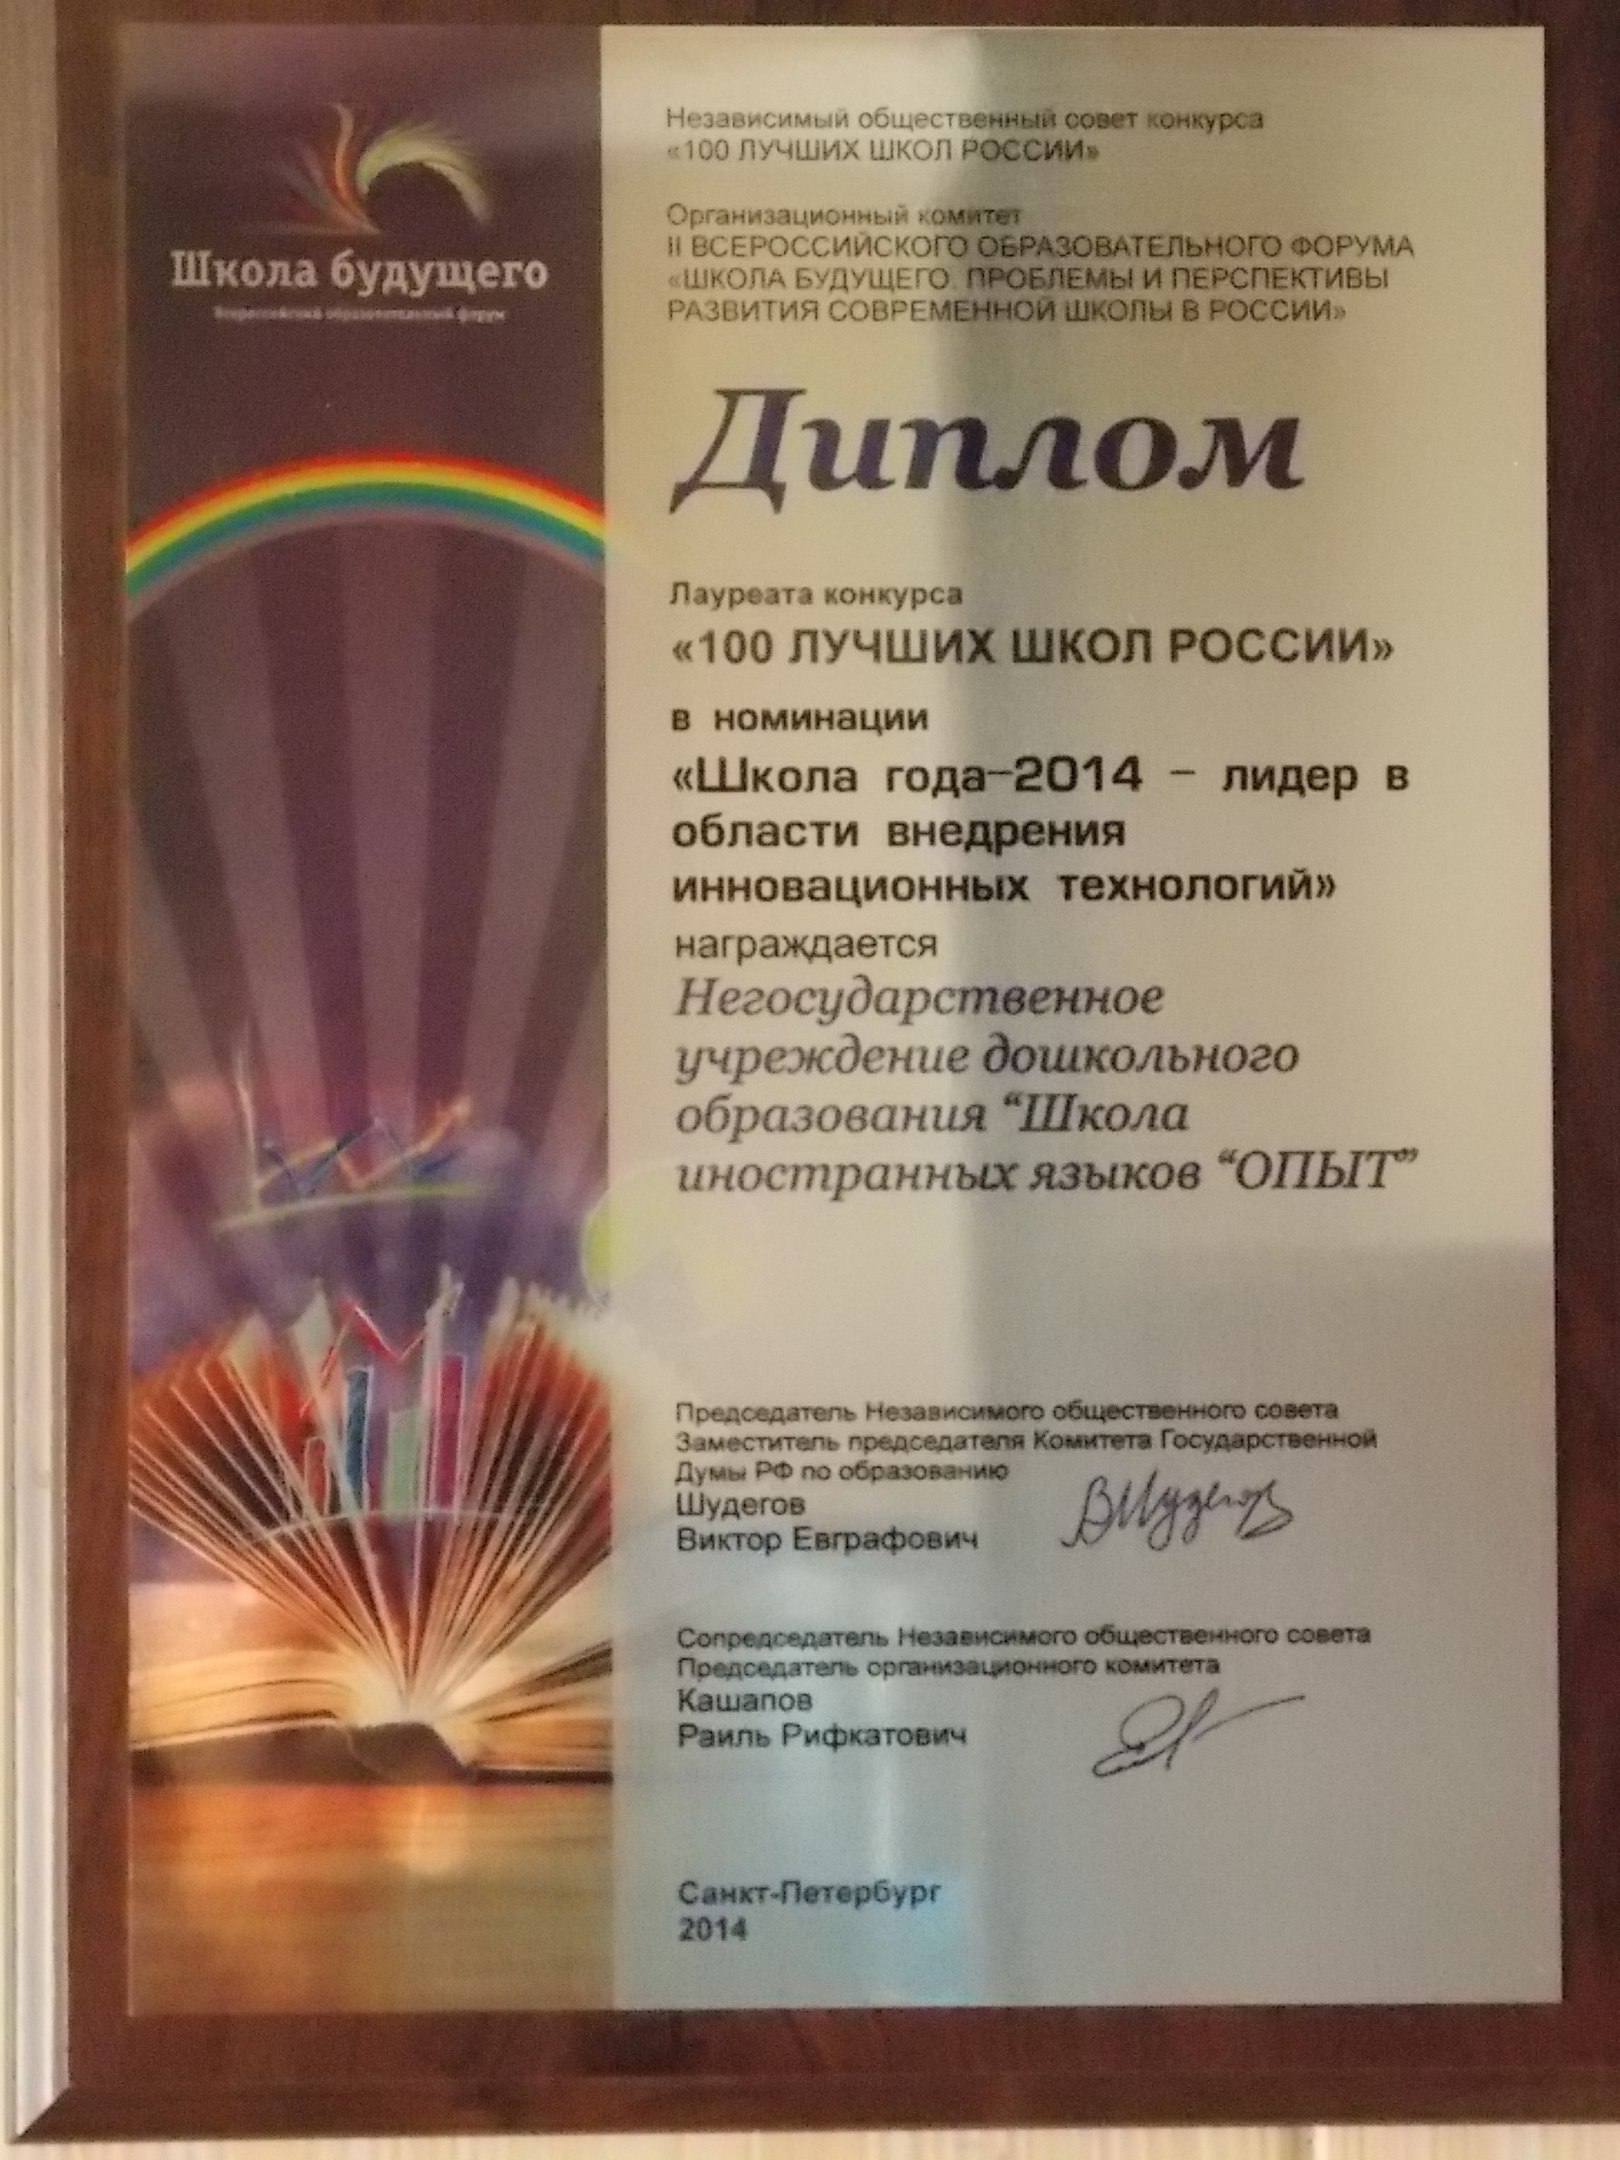 Школа будущего
Всероссийский образовательный форум
Независимый общественный совет конкурса
«100 ЛУЧШИХ ШКОЛ РОССИИ»
Организационный комитет
II ВСЕРОССИЙСКОГО ОБРАЗОВАТЕЛЬНОГО ФОРУМА
«ШКОЛА БУДУЩЕГО. ПРОБЛЕМЫ И ПЕРСПЕКТИВЫ
РАЗВИТИЯ СОВРЕМЕННОЙ ШКОЛЫ В РОССИИ»
Диплом
Лауреата конкурса
«100 ЛУЧШИХ ШКОЛ РОССИИ»
в номинации
«Школа года-2014 - лидер в
области внедрения
инновационных технологий»
награждается
Негосударственное
учреждение дошкольного
образования “Школа
иностранных языков “ОПЫТ”
Председатель Независимого общественного совета
Заместитель председателя Комитета Государственной
Думы РФ по образованию
Шудегов
Виктор Евграфович
ВШудегов
Сопредседатель Независимого общественного совета
Председатель организационного комитета
Кашапов
Раиль Рифкатович
Санкт-Петербург
2014